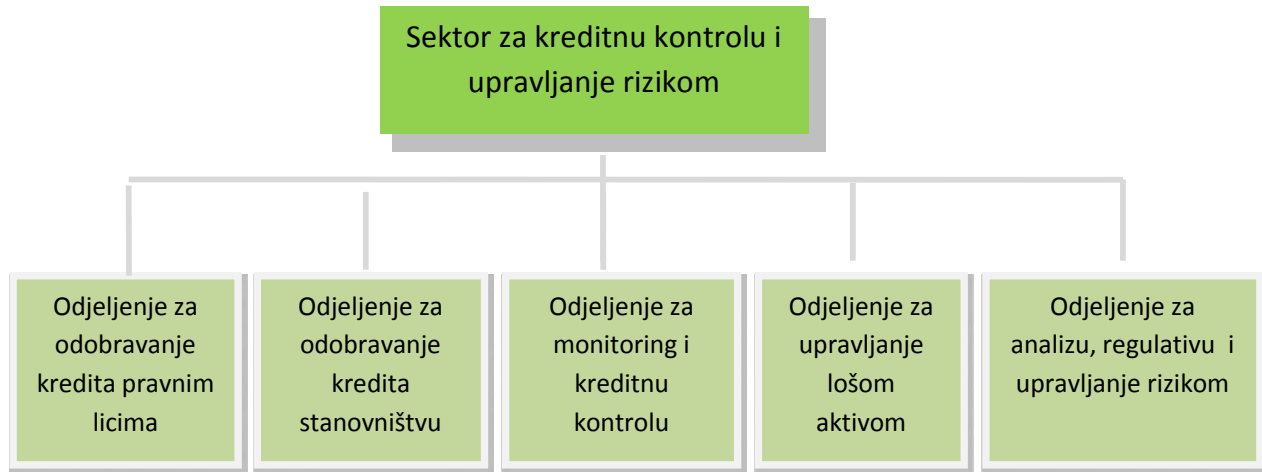 Sektor za kreditnu kontrolu i
upravljanje rizikom
Odjeljenje za
odobravanje
kredita pravnim
licima
Odjeljenje za
odobravanje
kredita
stanovništvu
Odjeljenje za
monitoring i
kreditnu
kontrolu
Odjeljenje za
upravljanje
lošom
aktivom
Odjeljenje za
analizu, regulativu i
upravljanje rizikom